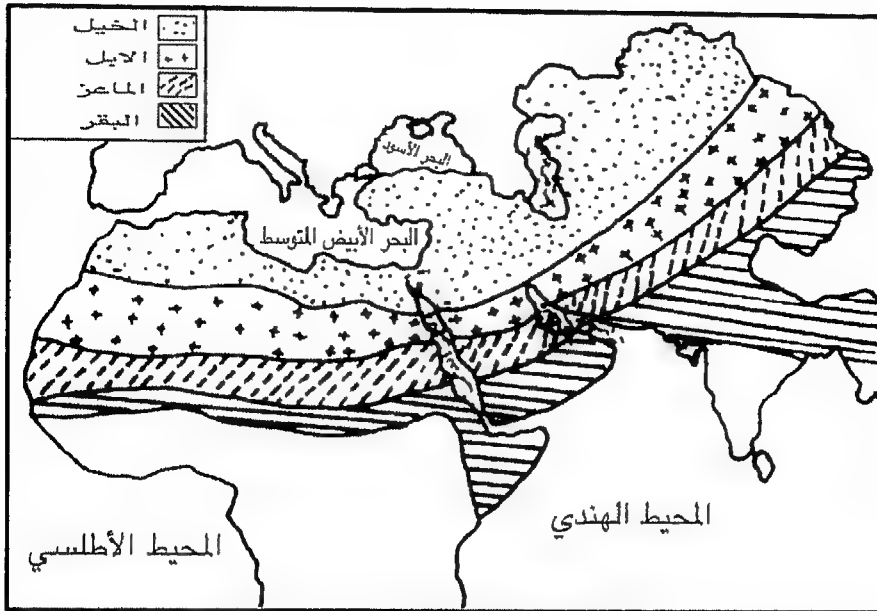 الخيل
الايل
الماعز
البقر
البحر الأسود
البحر الأبيض المتوسط
المحيط الهندي
المحيط الأطلسي